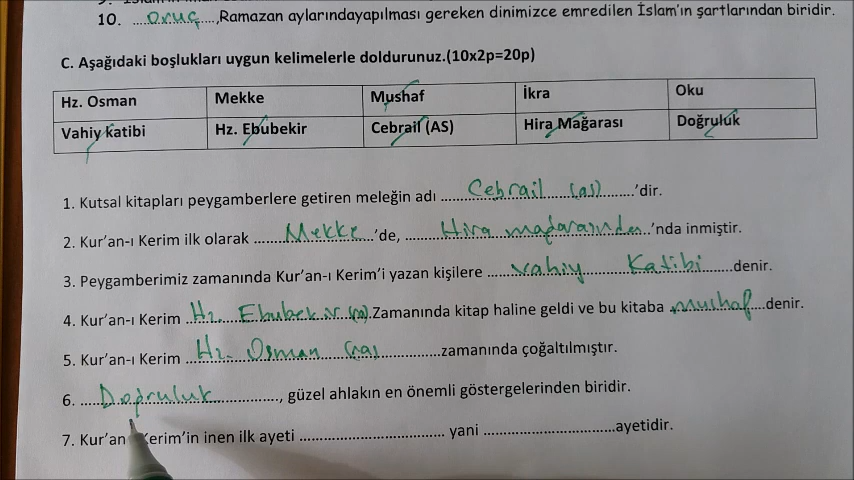 10. ....oruç....,Ramazan aylarındayapılması gereken dinimizce emredilen İslam'ın şartlarından biridir.
C. Aşağıdaki boşlukları uygun kelimelerle doldurunuz.(10x2p=20p)
Hz. Osman Mekke Mushaf İkra Oku
Vahiy katibi Hz. Ebubekir Cebrail (AS) Hira Mağarası Doğruluk
1. Kutsal kitapları peygamberlere getiren meleğin adı ....Cebrail (as)....'dir.
2. Kur'an-ı Kerim ilk olarak ....Mekke....'de, ....Hira mağarasında....'nda inmiştir.
3. Peygamberimiz zamanında Kur'an-ı Kerim'i yazan kişilere ....vahiy Katibi....denir.
4. Kur'an-ı Kerim ....Hz. Ebubekir (ra).Zamanında kitap haline geldi ve bu kitaba ....mushaf....denir.
5. Kur'an-ı Kerim ....Hz. Osman (ra)....zamanında çoğaltılmıştır.
6. ....Doğruluk...., güzel ahlakın en önemli göstergelerinden biridir.
7. Kur'an Kerim'in inen ilk ayeti .................................. yani ..................................ayetidir.